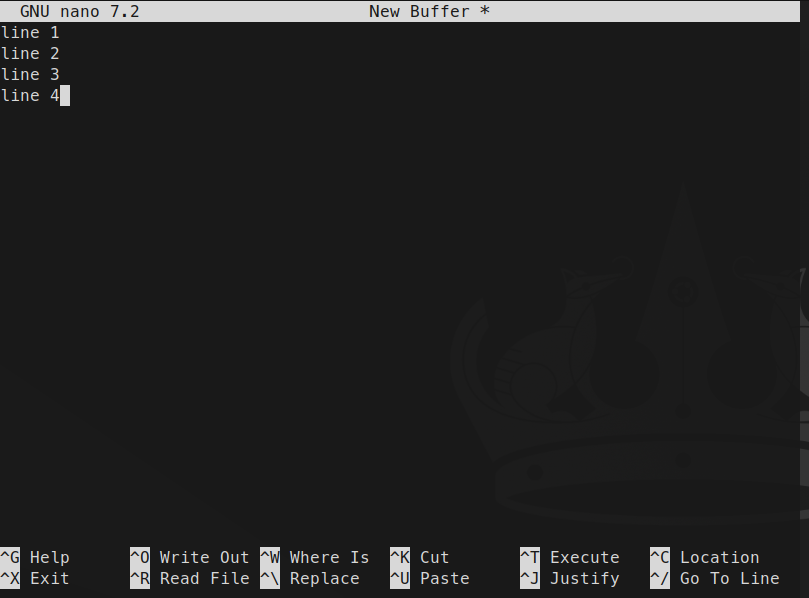 GNU nano 7.2 New Buffer *
line 1
line 2
line 3
line 4
^G Help ^O Write Out ^W Where Is ^K Cut ^T Execute ^C Location
^X Exit ^R Read File ^\ Replace ^U Paste ^J Justify ^/ Go To Line